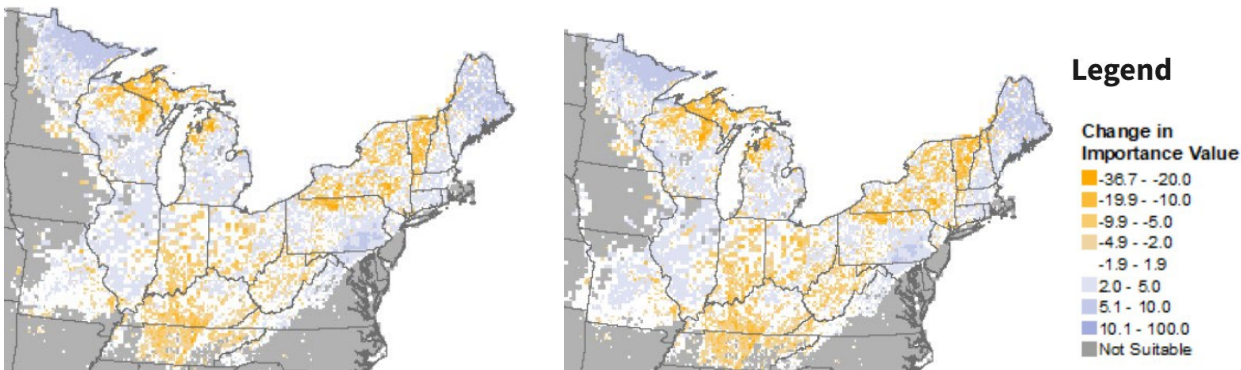 Legend
Change in
Importance Value
-36.7 - -20.0
-19.9 - -10.0
-9.9 - -5.0
-4.9 - -2.0
-1.9 - 1.9
2.0 - 5.0
5.1 - 10.0
10.1 - 100.0
Not Suitable